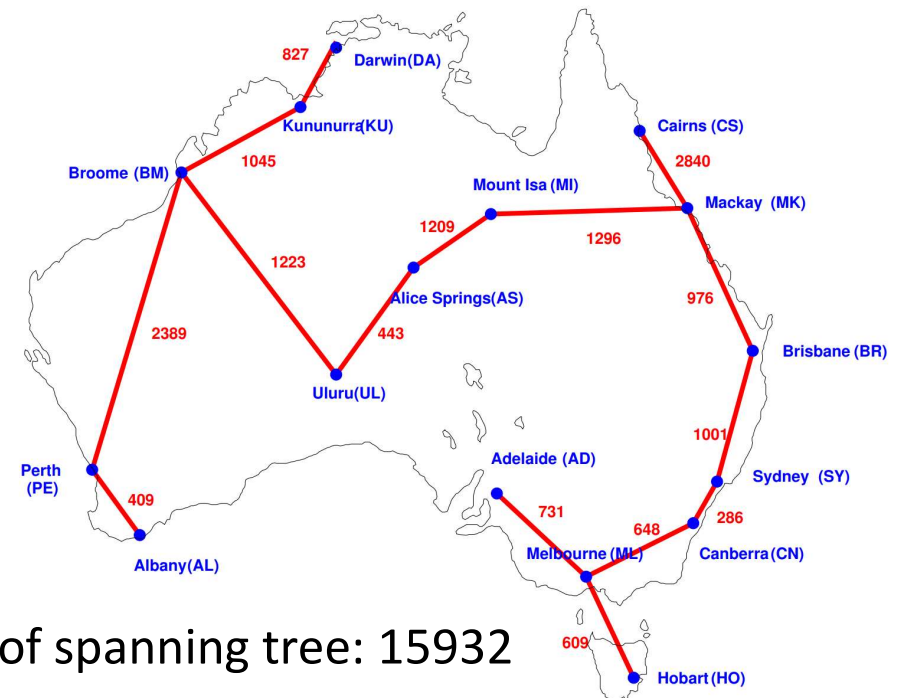 827
Darwin(DA)
Kununurra(KU)
Cairns (CS)
1045
2840
Broome (BM)
Mount Isa (MI)
Mackay (MK)
1209
1296
1223
976
Alice Springs(AS)
2389
443
Brisbane (BR)
Uluru(UL)
1001
Adelaide (AD)
Perth
(PE)
Sydney (SY)
409
731
648
286
Melbourne (ML)
Canberra(CN)
Albany(AL)
of spanning tree: 15932
609
Hobart (HO)